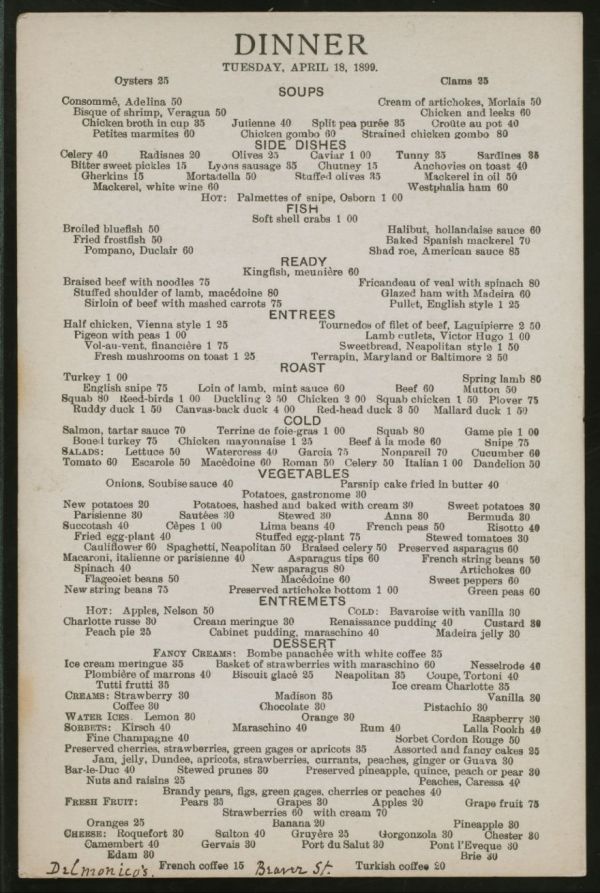 DINNER
TUESDAY, APRIL 18, 1899.
Oysters 25 Clams 25
SOUPS
Consommé, Adelina 50 Cream of artichokes, Morlais 50
Bisque of shrimp, Veragua 50 Chicken and leeks 60
Chicken broth in cup 35 Julienne 40 Split pea purée 35 Croûte au pot 40
Petites marmites 60 Chicken gombo 60 Strained chicken gombo 80
SIDE DISHES
Celery 40 Radisnes 20 Olives 25 Caviar 1 00 Tunny 35 Sardines 35
Bitter sweet pickles 15 Lyons sausage 35 Chutney 15 Anchovies on toast 40
Gherkins 15 Mortadella 50 Stuffed olives 35 Mackerel in oil 50
Mackerel, white wine 60 Westphalia ham 60
HOT: Palmettes of snipe, Osborn 1 00
FISH
Soft shell crabs 1 00
Broiled bluefish 50 Halibut, hollandaise sauce 60
Fried frostfish 50 Baked Spanish mackerel 70
Pompano, Duclair 60 Shad roe, American sauce 85
READY
Kingfish, meunière 60
Braised beef with noodles 75 Fricandeau of veal with spinach 80
Stuffed shoulder of lamb, macédoine 80 Glazed ham with Madeira 60
Sirloin of beef with mashed carrots 75 Pullet, English style 1 25
ENTREES
Half chicken, Vienna style 1 25 Tournedos of filet of beef, Laguipierre 2 50
Pigeon with peas 1 00 Lamb cutlets, Victor Hugo 1 00
Vol-au-vent, financière 1 75 Sweetbread, Neapolitan style 1 50
Fresh mushrooms on toast 1 25 Terrapin, Maryland or Baltimore 2 50
ROAST
Turkey 1 00 Spring lamb 80
English snipe 75 Loin of lamb, mint sauce 60 Beef 60 Mutton 50
Squab 80 Reed-birds 1 00 Duckling 2 50 Chicken 2 00 Squab chicken 1 50 Plover 75
Ruddy duck 1 50 Canvas-back duck 4 00 Red-head duck 3 50 Mallard duck 1 50
COLD
Salmon, tartar sauce 70 Terrine de foie-gras 1 00 Squab 80 Game pie 1 00
Boned turkey 75 Chicken mayonnaise 1 25 Beef à la mode 60 Snipe 75
SALADS: Lettuce 50 Watercress 40 Garcia 75 Nonpareil 70 Cucumber 60
Tomato 60 Escarole 50 Macédoine 60 Roman 50 Celery 50 Italian 1 00 Dandelion 50
VEGETABLES
Onions, Soubise sauce 40 Parsnip cake fried in butter 40
Potatoes, gastronome 30
New potatoes 20 Potatoes, hashed and baked with cream 30 Sweet potatoes 30
Parisienne 30 Sautées 30 Stewed 30 Anna 30 Bermuda 30
Succotash 40 Cèpes 1 00 Lima beans 40 French peas 50 Risotto 40
Fried egg-plant 40 Stuffed egg-plant 75 Stewed tomatoes 30
Cauliflower 60 Spaghetti, Neapolitan 50 Braised celery 50 Preserved asparagus 60
Macaroni, italienne or parisienne 40 Asparagus tips 60 French string beans 50
Spinach 40 New asparagus 80 Artichokes 60
Flageolet beans 50 Macédoine 60 Sweet peppers 60
New string beans 75 Preserved artichoke bottom 1 00 Green peas 60
ENTREMETS
HOT: Apples, Nelson 50 COLD: Bavaroise with vanilla 30
Charlotte russe 30 Cream meringue 30 Renaissance pudding 40 Custard 30
Peach pie 25 Cabinet pudding, maraschino 40 Madeira jelly 30
DESSERT
FANCY CREAMS: Bombe panachée with white coffee 35
Ice cream meringue 35 Basket of strawberries with maraschino 60 Nesselrode 40
Plombière of marrons 40 Biscuit glacé 25 Neapolitan 35 Coupe, Tortoni 40
Tutti frutti 35 Ice cream Charlotte 35
CREAMS: Strawberry 30 Madison 35 Vanilla 30
Coffee 30 Chocolate 30 Pistachio 30
WATER ICES. Lemon 30 Orange 30 Raspberry 30
SORBETS: Kirsch 40 Maraschino 40 Rum 40 Lalla Rookh 40
Fine Champagne 40 Sorbet Cordon Rouge 50
Preserved cherries, strawberries, green gages or apricots 35 Assorted and fancy cakes 25
Jam, jelly, Dundee, apricots, strawberries, currants, peaches, ginger or Guava 30
Bar-le-Duc 40 Stewed prunes 30 Preserved pineapple, quince, peach or pear 30
Nuts and raisins 25 Peaches, Caressa 40
Brandy pears, figs, green gages, cherries or peaches 40
FRESH FRUIT: Pears 35 Grapes 30 Apples 20 Grape fruit 75
Strawberries 60 with cream 70
Oranges 25 Banana 20 Pineapple 30
CHEESE: Roquefort 30 Sulton 40 Gruyère 25 Gorgonzola 30 Chester 30
Camembert 40 Gervais 30 Port du Salut 30 Pont l'Eveque 30
Edam 30 Brie 30
French coffee 15 Turkish coffee 20
Delmonico's. Beaver St.